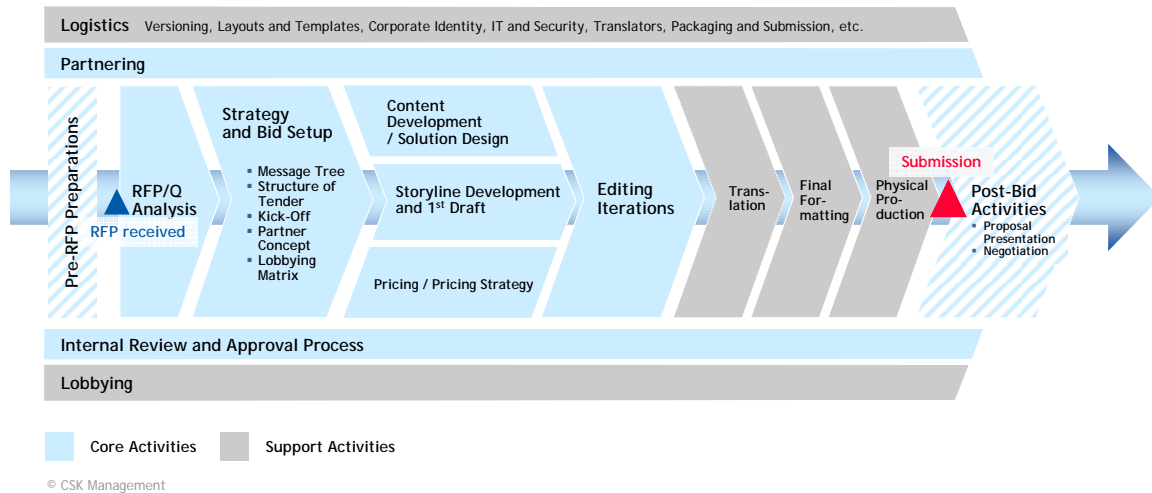 Logistics Versioning, Layouts and Templates, Corporate Identity, IT and Security, Translators, Packaging and Submission, etc.
Partnering
Pre-RFP Preparations
RFP/Q
Analysis
RFP received
Strategy
and Bid Setup
▪ Message Tree
▪ Structure of
Tender
▪ Kick-Off
▪ Partner
Concept
▪ Lobbying
Matrix
Content
Development
/ Solution Design
Storyline Development
and 1st Draft
Pricing / Pricing Strategy
Editing
Iterations
Trans-
lation
Final
For-
matting
Physical
Pro-
duction
Submission
Post-Bid
Activities
▪ Proposal
Presentation
▪ Negotiation
Internal Review and Approval Process
Lobbying
Core Activities
Support Activities
© CSK Management